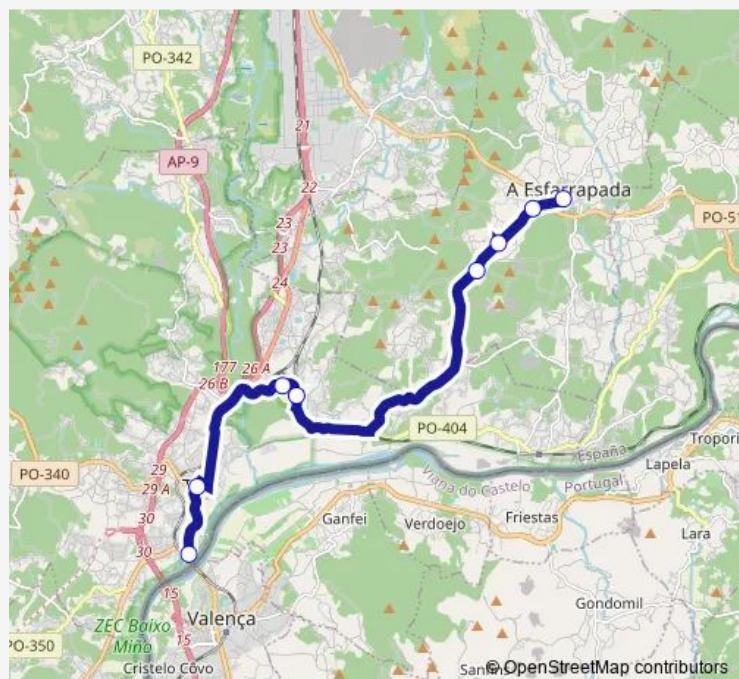 PO-342
21
AP-9
22
A Esfarrapada
23
PO-51
23
24
177
26 A
26 B
PO-404
España
Portugal
Viana do Castelo
Tropori
Lapela
PO-340
29
29 A
30
30
Ganfei
Verdoejo
Friestas
Lara
15
Valença
ZEC Baixo
Miño
15
Gondomil
PO-350
Cristelo Côvo
© OpenStreetMap contributors